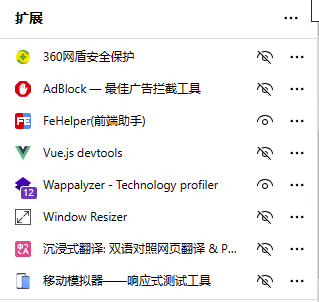 扩展
360网盾安全保护
AdBlock — 最佳广告拦截工具
FeHelper(前端助手)
Vue.js devtools
Wappalyzer - Technology profiler
12
Window Resizer
沉浸式翻译: 双语对照网页翻译 & P...
移动模拟器——响应式测试工具